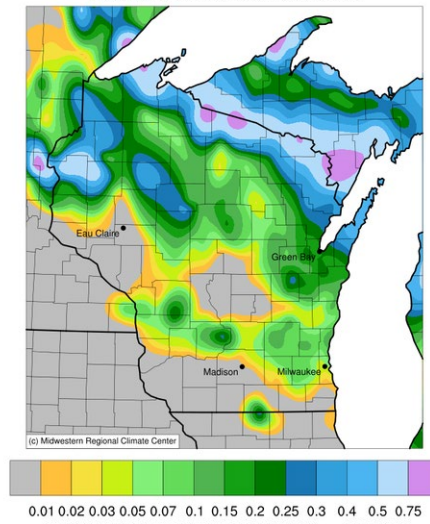 Eau Claire
Green Bay
Madison
Milwaukee
(c) Midwestern Regional Climate Center
0.01 0.02 0.03 0.05 0.07 0.1 0.15 0.2 0.25 0.3 0.4 0.5 0.75